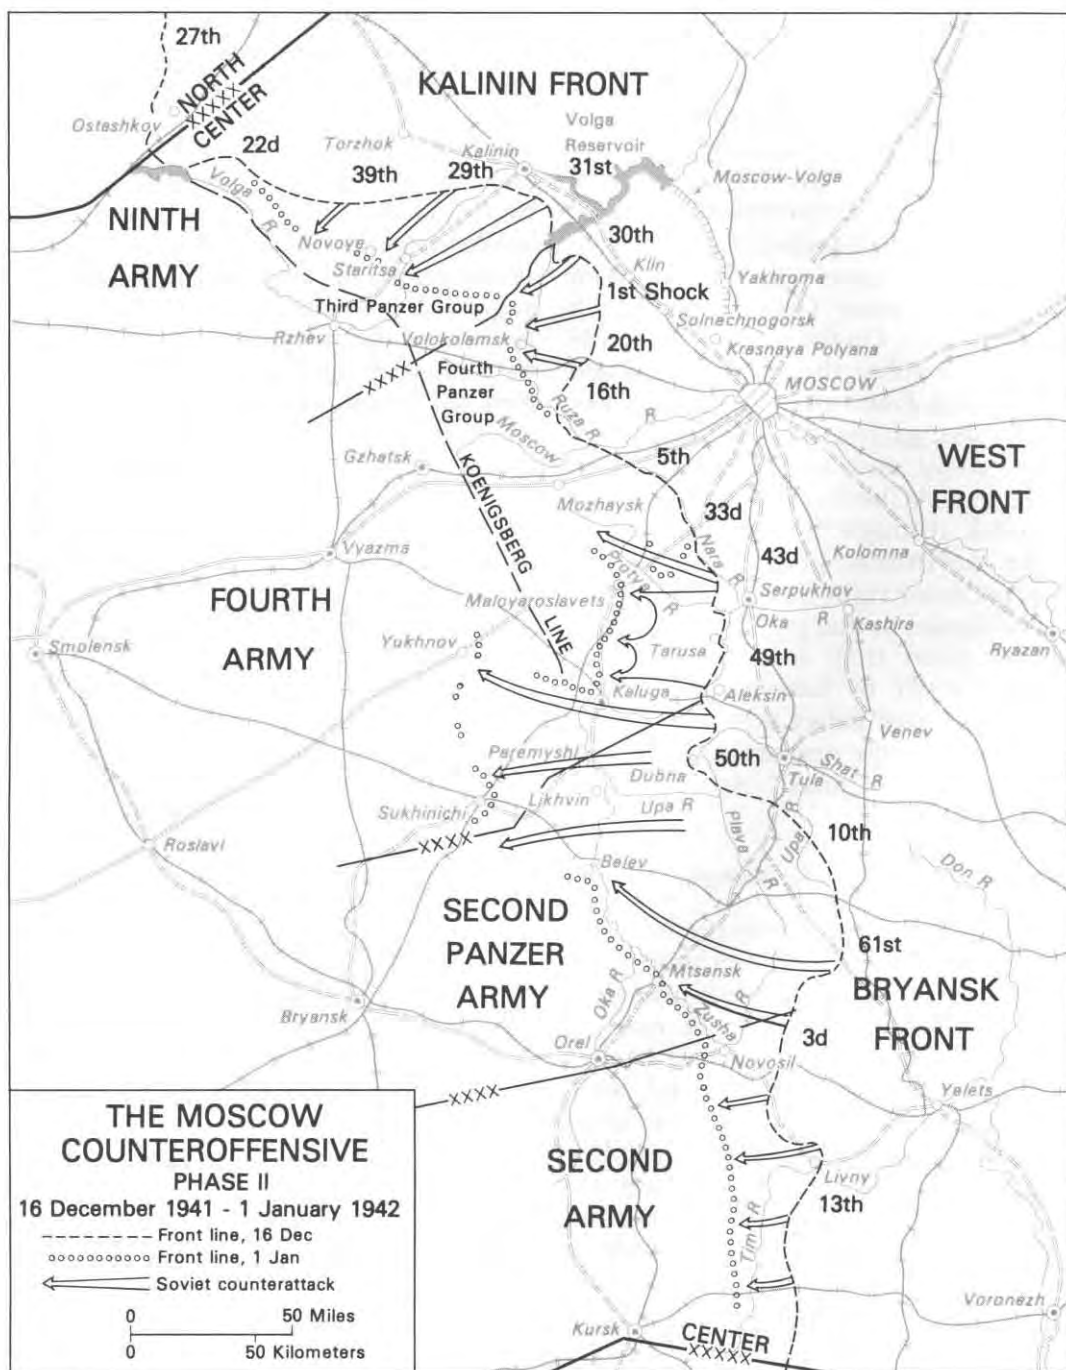 27th
NORTH
XXXXX
CENTER
KALININ FRONT
Ostashkov
22d
Torzhok
Kalinin
Volga
Reservoir
39th
29th
31st
Moscow-Volga
Volga R
NINTH
ARMY
30th
Novoye
Staritsa
Klin
Yakhroma
1st Shock
Third Panzer Group
Solnechnogorsk
Rzhev
Volokolamsk
20th
Krasnaya Polyana
XXXX
Fourth
Panzer
Group
16th
MOSCOW
Ruza R
R
Moscow
5th
WEST
FRONT
Gzhatsk
KOENIGSBERG
LINE
Mozhaysk
33d
Nara R
43d
Kolomna
Vyazma
Protva R
FOURTH
ARMY
Maloyaroslavets
Serpukhov
Oka
R
Kashira
Smolensk
Yukhnov
Tarusa
49th
Ryazan
Kaluga
Aleksin
Venev
Peremyshl
50th
Shat R
Dubna
Tula
Sukhinichi
Likhvin
Upa R
Plava
R
Upa
R
10th
XXXX
Roslavl
Belev
Don R
SECOND
PANZER
ARMY
61st
Mtsensk
BRYANSK
FRONT
Bryansk
Oka R
Zusha
R
3d
Orel
Novosil
XXXX
Yelets
SECOND
ARMY
Livny
13th
Tim R
Voronezh
Kursk
CENTER
XXXXX
THE MOSCOW
COUNTEROFFENSIVE
PHASE II
16 December 1941 - 1 January 1942
Front line, 16 Dec
Front line, 1 Jan
Soviet counterattack
0 50 Miles
0 50 Kilometers